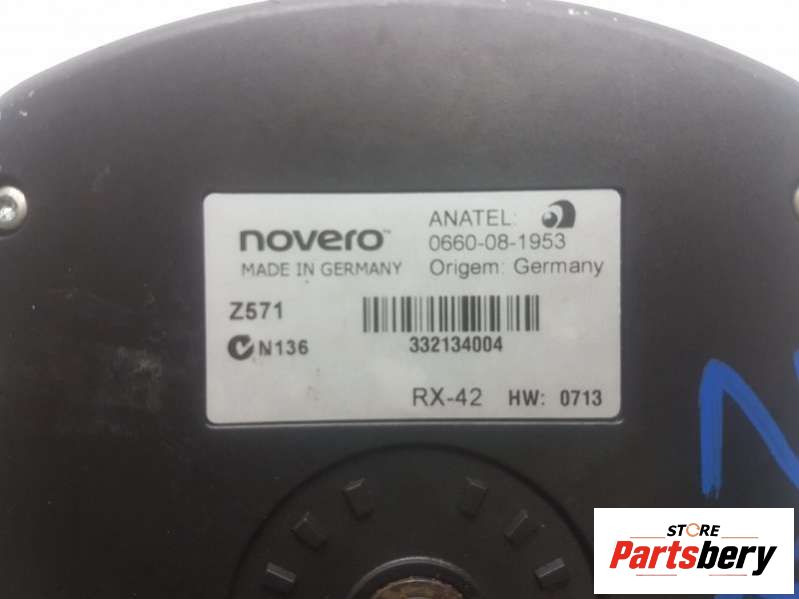 novero™
MADE IN GERMANY
ANATEL:
0660-08-1953
Origem: Germany
Z571
N136
332134004
RX-42 HW: 0713
STORE
Partsbery